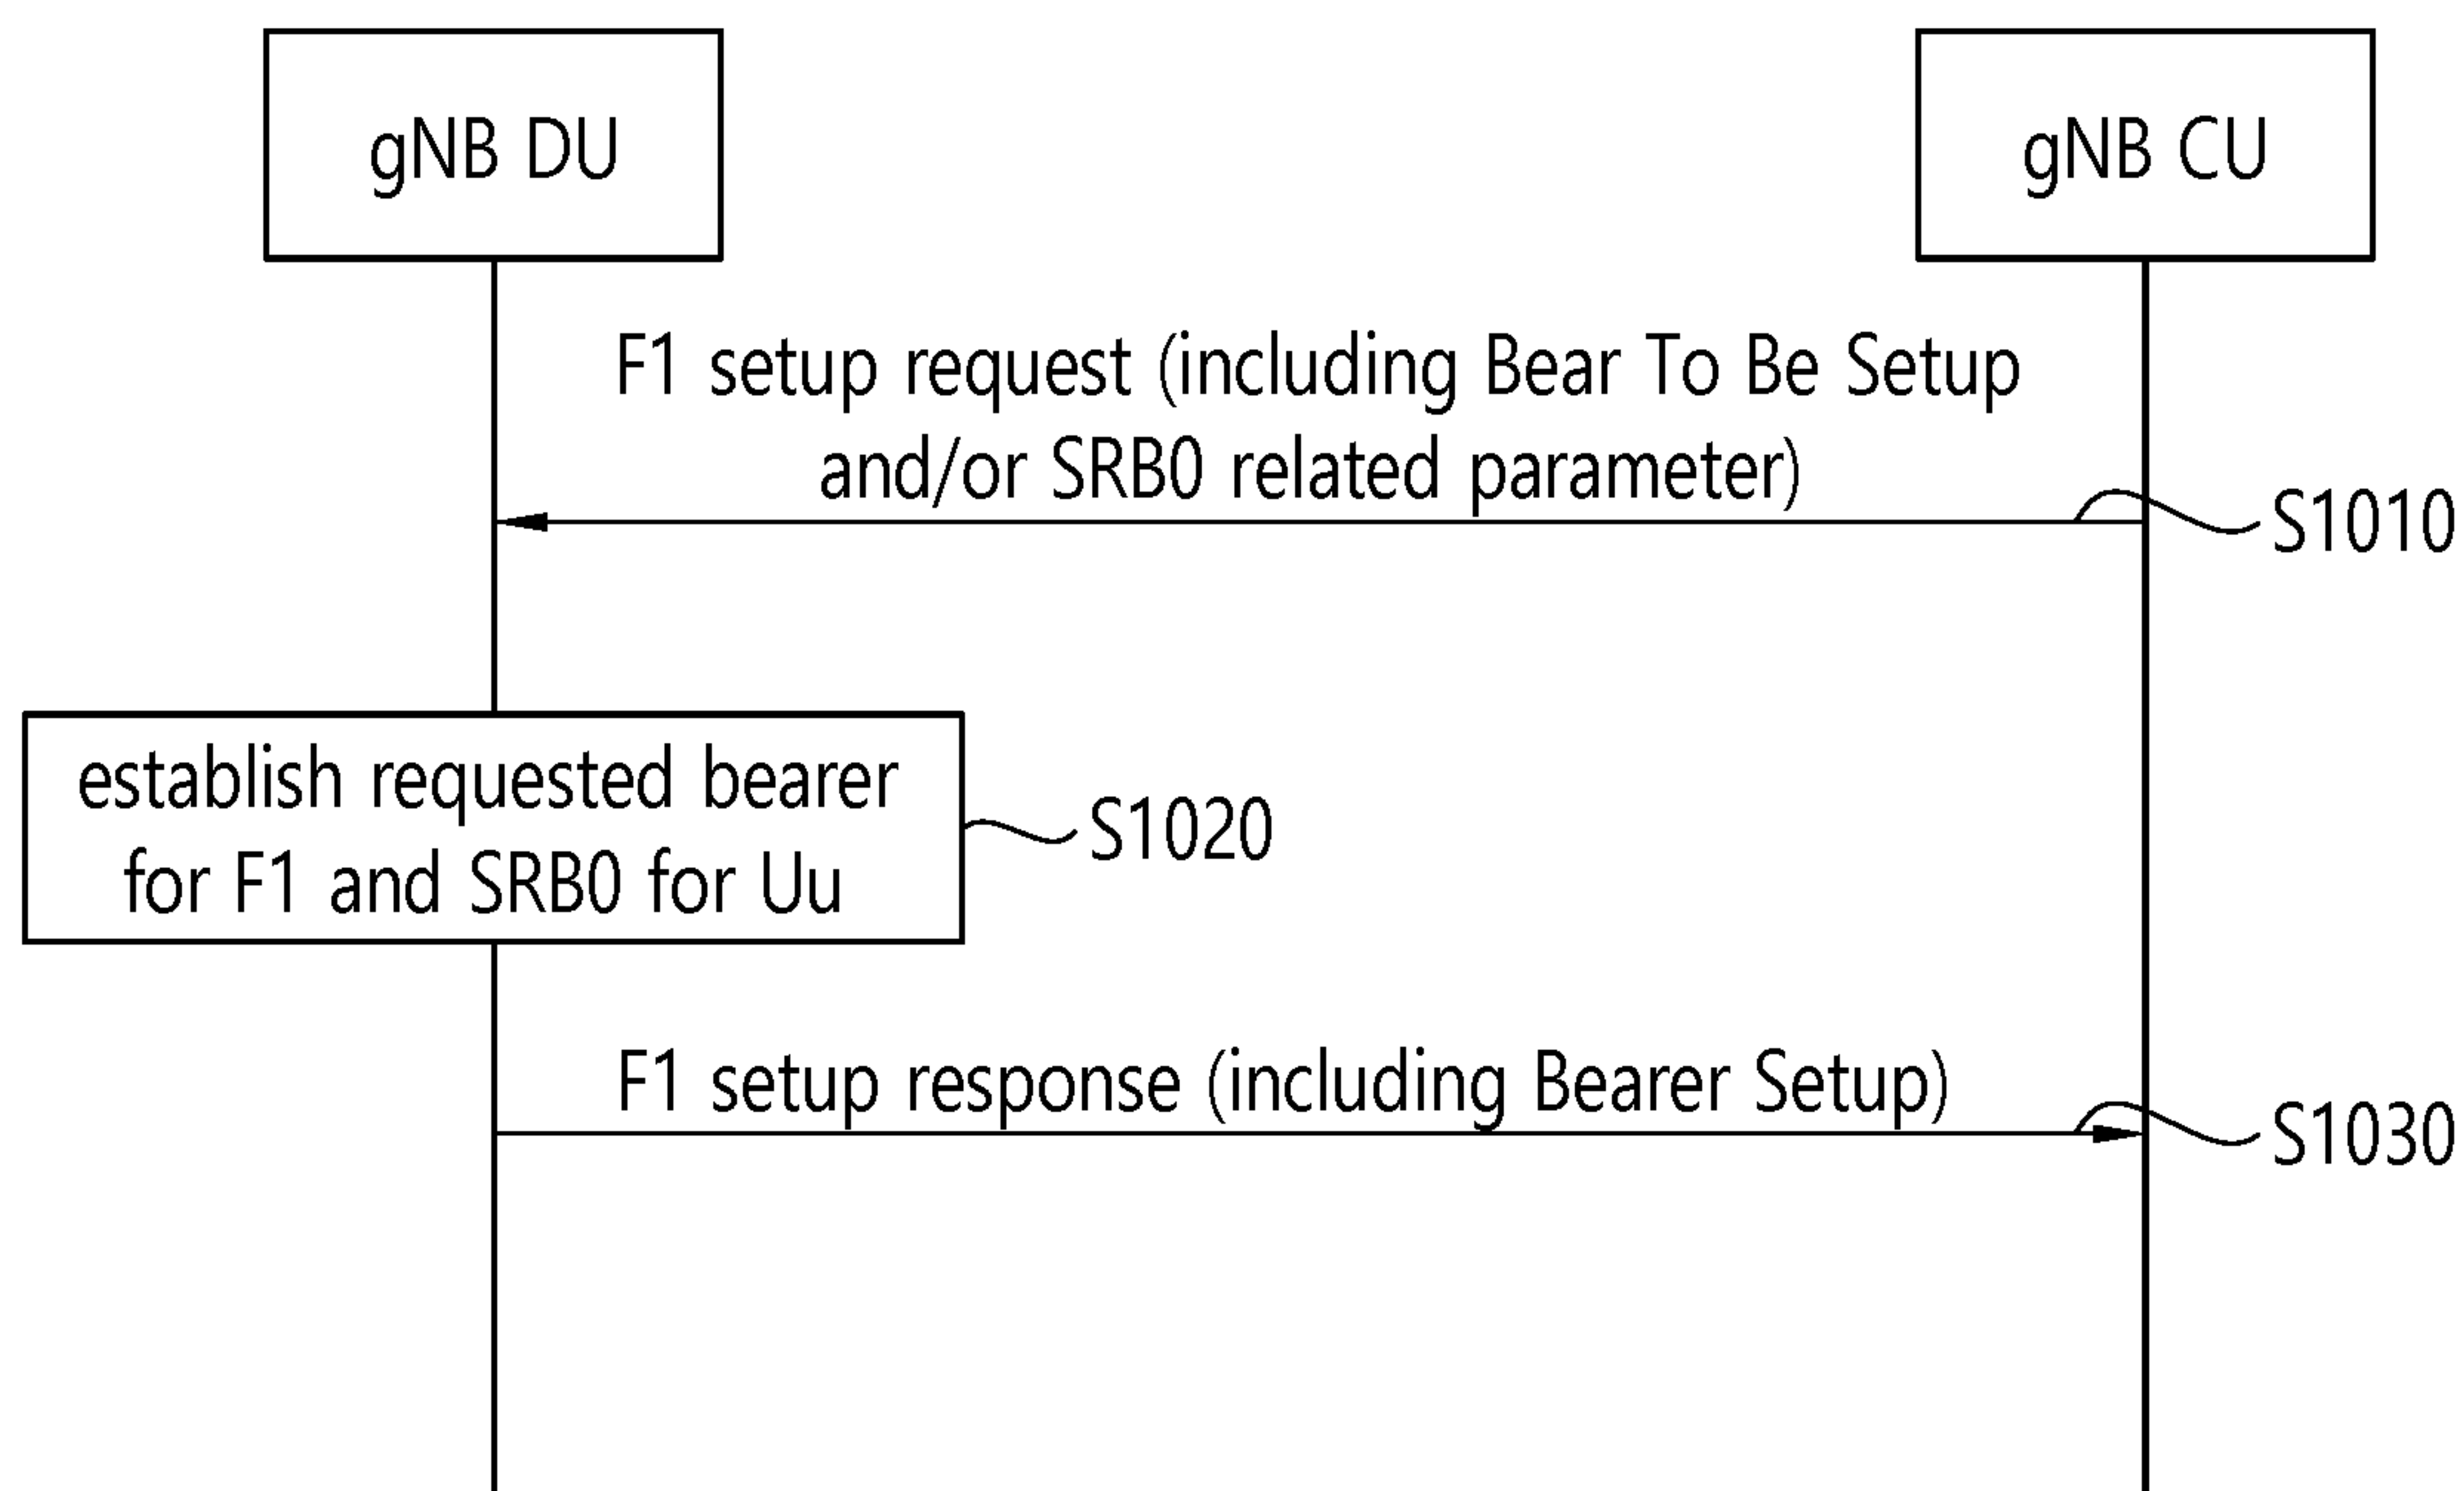 gNB DU
gNB CU
F1 setup request (including Bear To Be Setup
and/or SRB0 related parameter)
S1010
establish requested bearer
for F1 and SRB0 for Uu
S1020
F1 setup response (including Bearer Setup)
S1030